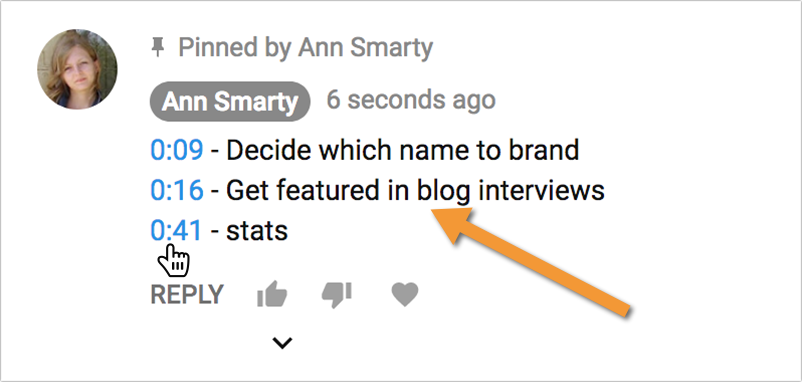 Pinned by Ann Smarty
Ann Smarty 6 seconds ago
0:09 - Decide which name to brand
0:16 - Get featured in blog interviews
0:41 - stats
REPLY